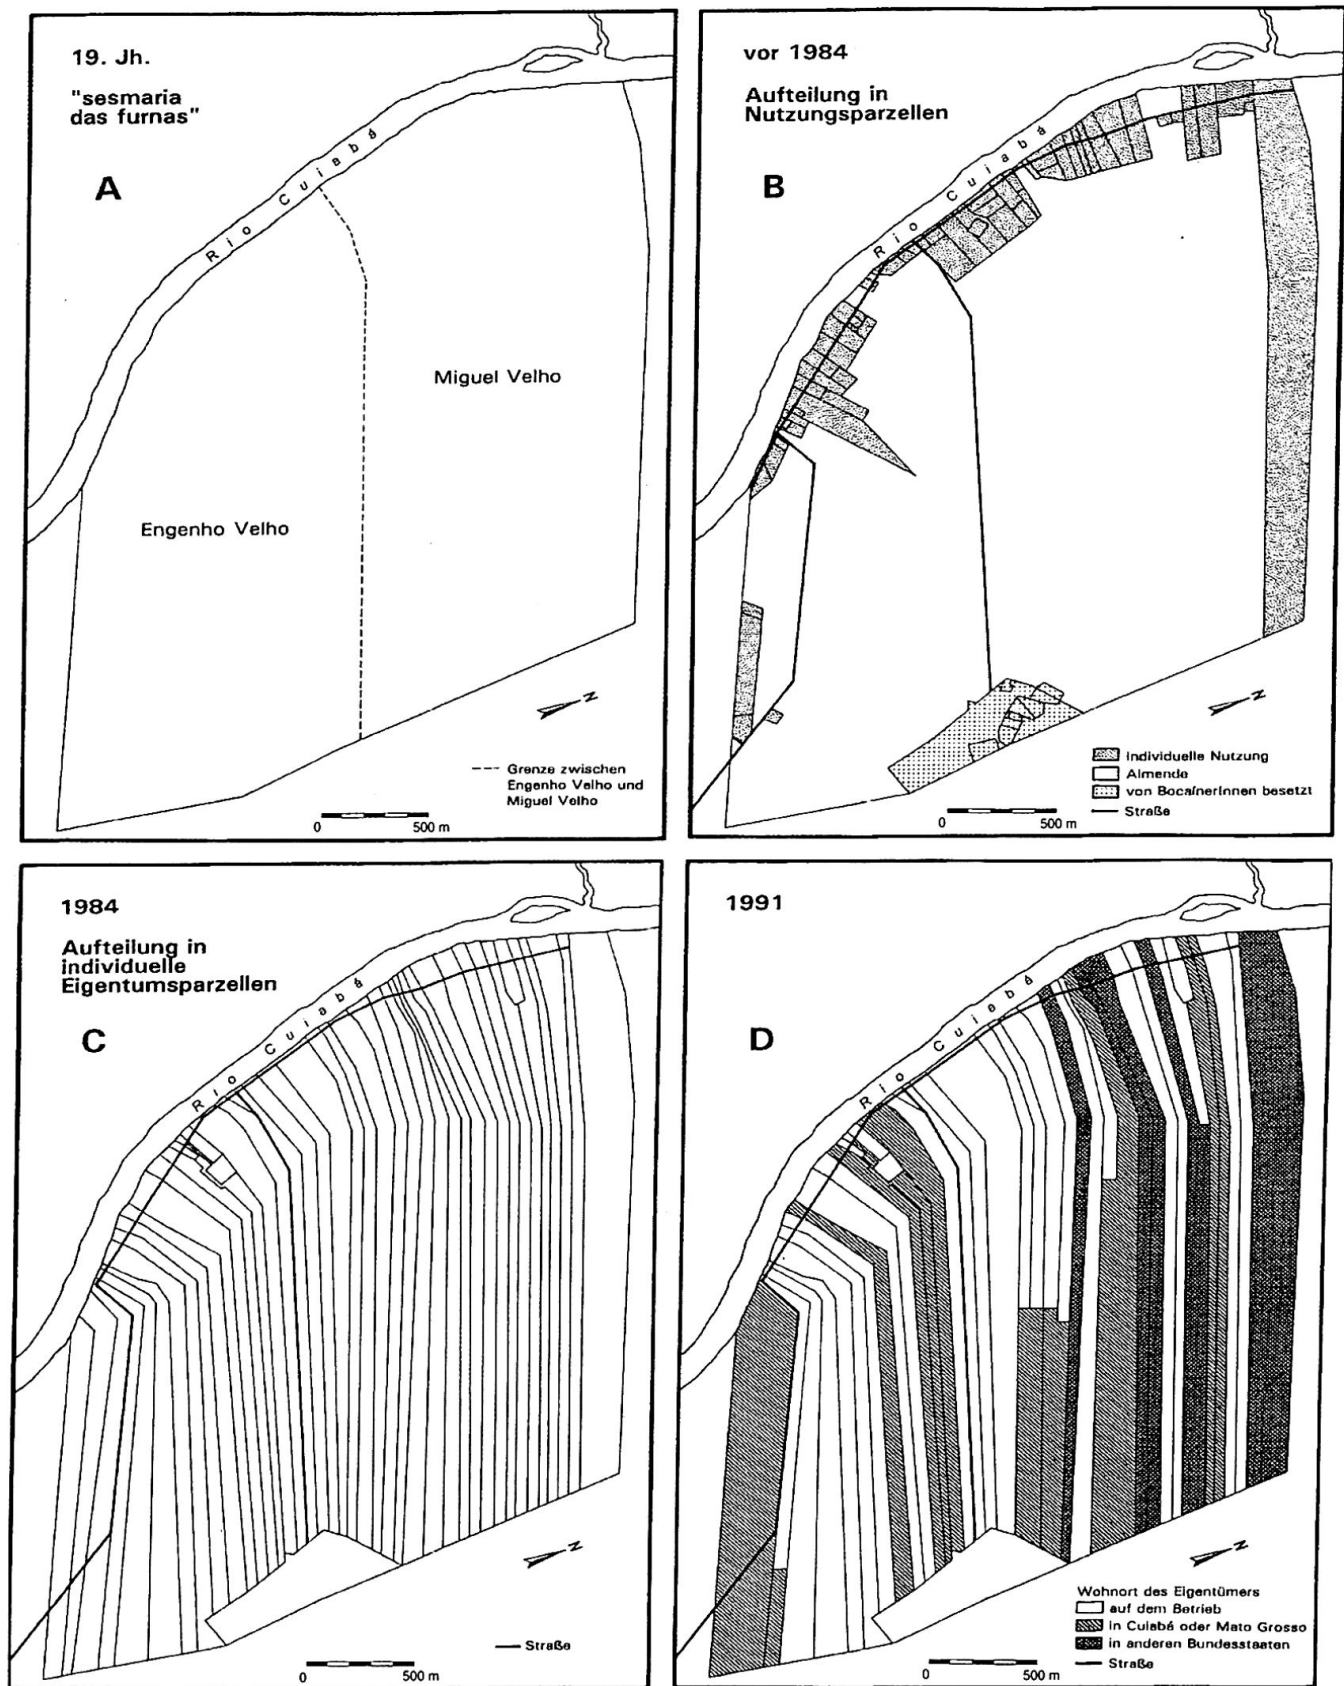 19. Jh.
"sesmaria
das furnas"
A
Rio Cuiabá
Miguel Velho
Engenho Velho
N
Grenze zwischen
Engenho Velho und
Miguel Velho
0 500 m
vor 1984
Aufteilung in
Nutzungsparzellen
B
Rio Cuiabá
N
Individuelle Nutzung
Almende
von BocainerInnen besetzt
Straße
0 500 m
1984
Aufteilung in
individuelle
Eigentumsparzellen
C
Rio Cuiabá
N
Straße
0 500 m
1991
D
Rio Cuiabá
N
Wohnort des Eigentümers
auf dem Betrieb
in Cuiabá oder Mato Grosso
in anderen Bundesstaaten
Straße
0 500 m